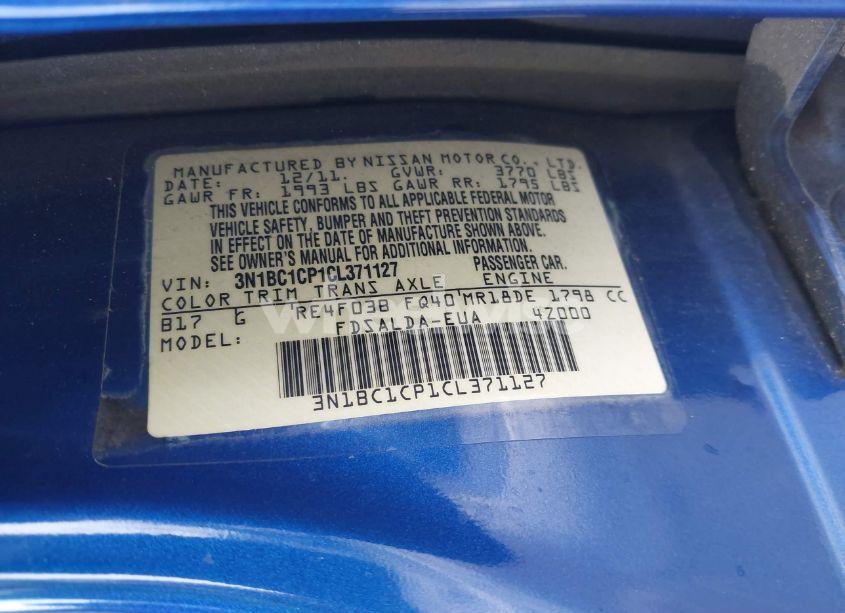 MANUFACTURED BY NISSAN MOTOR CO., LTD.
DATE: 12/11. GVWR: 3770 LBS
GAWR FR: 1993 LBS GAWR RR: 1795 LBS
THIS VEHICLE CONFORMS TO ALL APPLICABLE FEDERAL MOTOR
VEHICLE SAFETY, BUMPER AND THEFT PREVENTION STANDARDS
IN EFFECT ON THE DATE OF MANUFACTURE SHOWN ABOVE.
SEE OWNER'S MANUAL FOR ADDITIONAL INFORMATION.
VIN: 3N1BC1CP1CL371127 PASSENGER CAR.
COLOR TRIM TRANS AXLE ENGINE
B17 G RE4F03B FQ40 MR18DE 1798 CC
MODEL: FDSALDA-EUA 42000
3N1BC1CP1CL371127